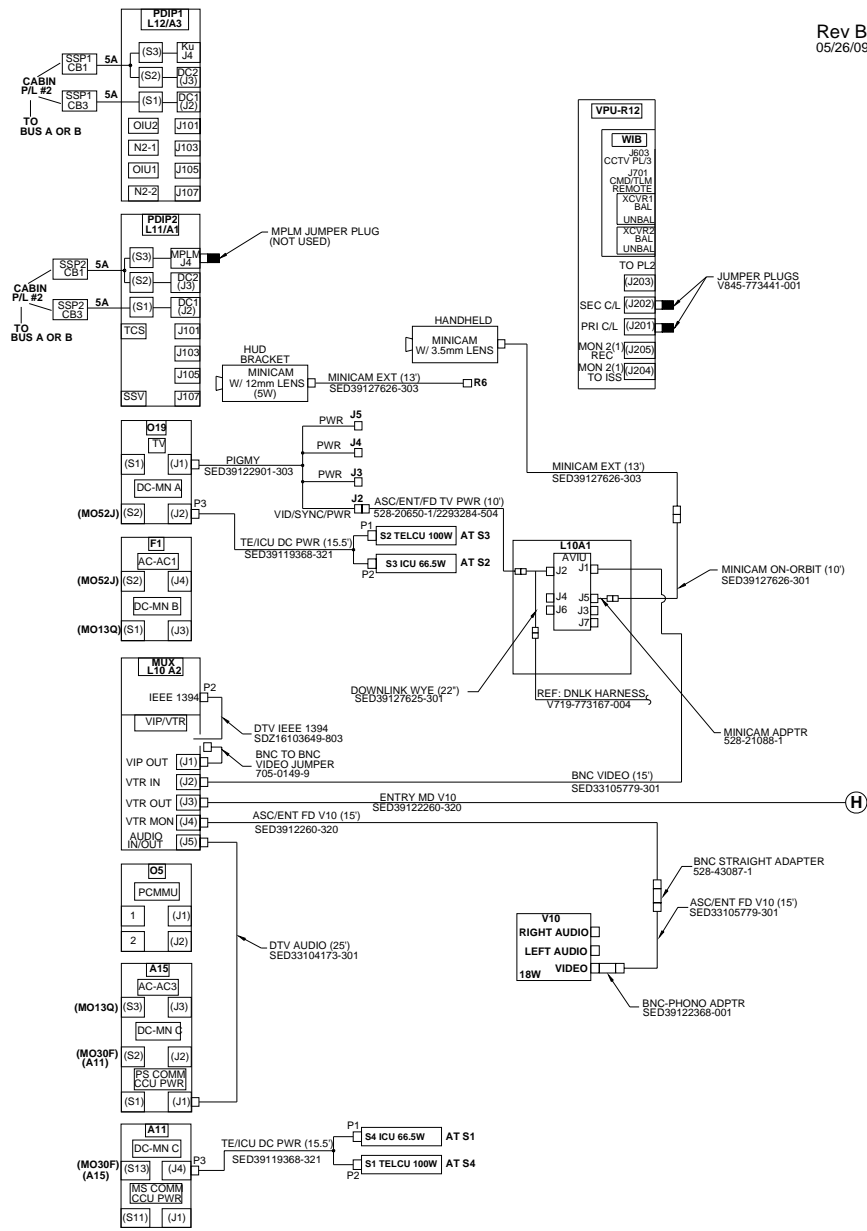 Rev B
05/26/09
PDIP1
L12/A3
SSP1
CB1
5A
(S3)
Ku
J4
(S2)
DC2
(J3)
CABIN
P/L #2
SSP1
CB3
5A
(S1)
DC1
(J2)
TO
BUS A OR B
OIU2
J101
N2-1
J103
OIU1
J105
N2-2
J107
VPU-R12
WIB
J603
CCTV PL/3
J701
CMD/TLM
REMOTE
XCVR1
BAL
UNBAL
XCVR2
BAL
UNBAL
TO PL2
(J203)
SEC C/L
(J202)
PRI C/L
(J201)
MON 2(1)
REC
(J205)
MON 2(1)
TO ISS
(J204)
JUMPER PLUGS
V845-773441-001
PDIP2
L11/A1
MPLM JUMPER PLUG
(NOT USED)
SSP2
CB1
5A
(S3)
MPLM
J4
(S2)
DC2
(J3)
CABIN
P/L #2
SSP2
CB3
5A
(S1)
DC1
(J2)
TO
BUS A OR B
TCS
J101
J103
J105
SSV
J107
HANDHELD
MINICAM
W/ 3.5mm LENS
HUD
BRACKET
MINICAM
W/ 12mm LENS
(5W)
MINICAM EXT (13')
SED39127626-303
R6
O19
TV
(S1)
(J1)
PIGMY
SED39122901-303
DC-MN A
(MO52J)
(S2)
(J2)
P3
PWR
J5
PWR
J4
PWR
J3
J2
VID/SYNC/PWR
ASC/ENT/FD TV PWR (10')
528-20650-1/2293284-504
MINICAM EXT (13')
SED39127626-303
TE/ICU DC PWR (15.5')
SED39119368-321
P1
S2 TELCU 100W
AT S3
P2
S3 ICU 66.5W
AT S2
F1
AC-AC1
(MO52J)
(S2)
(J4)
DC-MN B
(MO13Q)
(S1)
(J3)
L10A1
AVIU
J2
J1
J4
J5
J6
J3
J7
MINICAM ON-ORBIT (10')
SED39127626-301
DOWNLINK WYE (22")
SED39127625-301
REF: DNLK HARNESS
V719-773167-004
MINICAM ADPTR
528-21088-1
MUX
L10 A2
IEEE 1394
P2
VIP/VTR
DTV IEEE 1394
SDZ16103649-803
BNC TO BNC
VIDEO JUMPER
705-0149-9
VIP OUT
(J1)
VTR IN
(J2)
BNC VIDEO (15')
SED33105779-301
VTR OUT
(J3)
ENTRY MD V10
SED39122260-320
H
VTR MON
(J4)
ASC/ENT FD V10 (15')
SED3912260-320
AUDIO
IN/OUT
(J5)
O5
PCMMU
1
(J1)
2
(J2)
DTV AUDIO (25')
SED33104173-301
BNC STRAIGHT ADAPTER
528-43087-1
ASC/ENT FD V10 (15')
SED33105779-301
V10
RIGHT AUDIO
LEFT AUDIO
VIDEO
18W
BNC-PHONO ADPTR
SED39122368-001
A15
AC-AC3
(MO13Q)
(S3)
(J3)
DC-MN C
(MO30F)
(A11)
(S2)
(J2)
PS COMM
CCU PWR
(S1)
(J1)
A11
DC-MN C
(MO30F)
(A15)
(S13)
(J4)
P3
TE/ICU DC PWR (15.5')
SED39119368-321
P1
S4 ICU 66.5W
AT S1
P2
S1 TELCU 100W
AT S4
MS COMM
CCU PWR
(S11)
(J1)